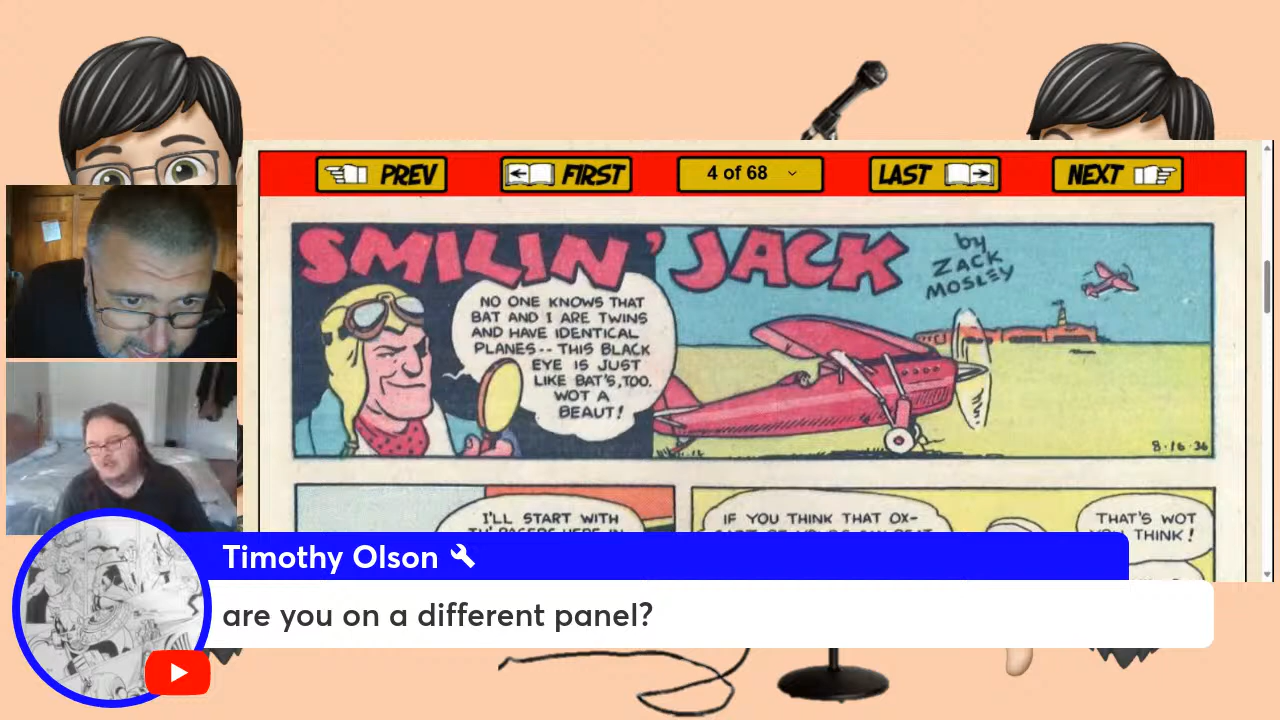 PREV
FIRST
4 of 68
LAST
NEXT
SMILIN' JACK
by
ZACK
MOSLEY
NO ONE KNOWS THAT
BAT AND I ARE TWINS
AND HAVE IDENTICAL
PLANES-- THIS BLACK
EYE IS JUST
LIKE BAT'S, TOO.
WOT A
BEAUT!
8·16·36
I'LL START WITH
IF YOU THINK THAT OX-
THAT'S WOT
YOU THINK!
Timothy Olson
are you on a different panel?